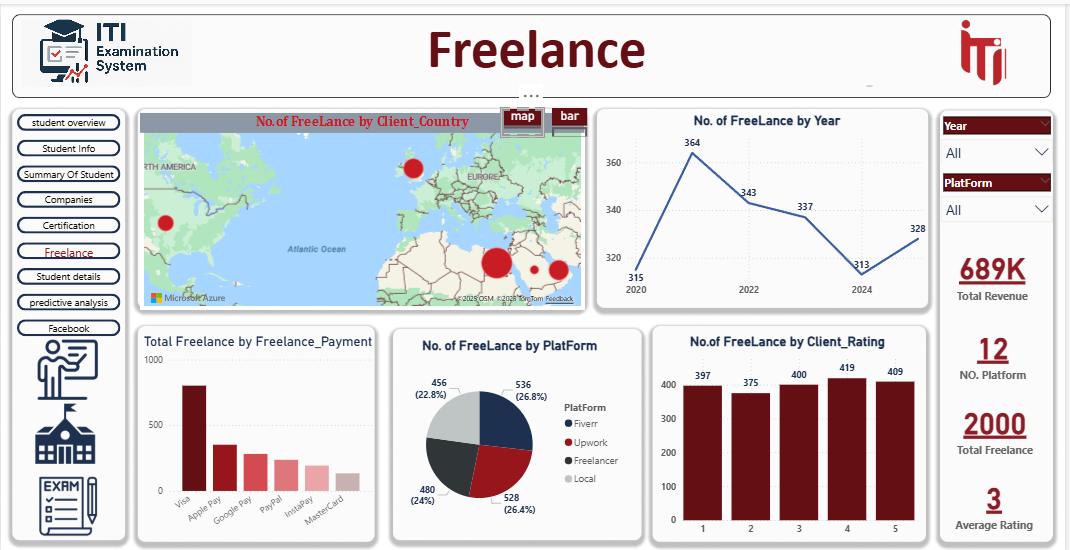 ITI
Examination
System
Freelance
iTi
student overview
Student Info
Summary Of Student
Companies
Certification
Freelance
Student details
predictive analysis
Facebook
EXAM
No.of FreeLance by Client_Country
map
bar
NORTH AMERICA
EUROPE
Atlantic Ocean
Microsoft Azure
©2025 OSM ©2025 TomTom Feedback
No. of FreeLance by Year
360
340
320
364
343
337
328
315
313
2020
2022
2024
Year
All
PlatForm
All
689K
Total Revenue
12
NO. Platform
2000
Total Freelance
3
Average Rating
Total Freelance by Freelance_Payment
1000
500
0
Visa
Apple Pay
Google Pay
PayPal
InstaPay
MasterCard
No. of FreeLance by PlatForm
456
(22.8%)
536
(26.8%)
480
(24%)
528
(26.4%)
PlatForm
Fiverr
Upwork
Freelancer
Local
No.of FreeLance by Client_Rating
397
375
400
419
409
400
300
200
100
0
1
2
3
4
5